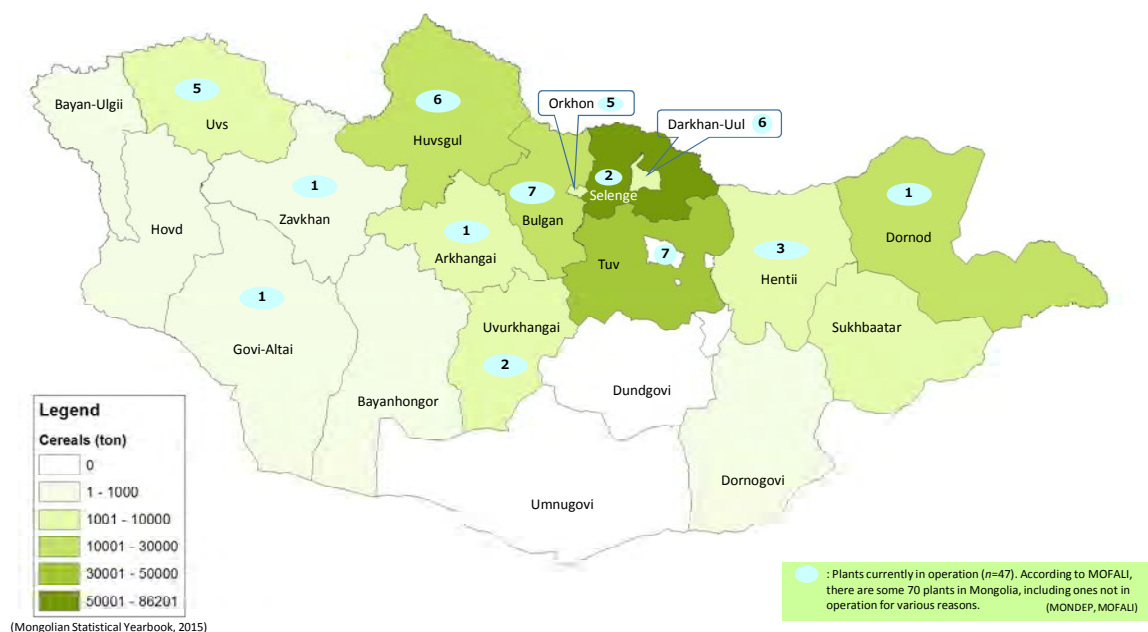 Bayan-Ulgii
5
Uvs
6
Huvsgul
Orkhon 5
Darkhan-Uul 6
1
Zavkhan
Hovd
7
Bulgan
2
Selenge
1
Arkhangai
7
Tuv
3
Hentii
1
Dornod
1
Govi-Altai
Uvurkhangai
2
Sukhbaatar
Bayanhongor
Dundgovi
Dornogovi
Umnugovi
Legend
Cereals (ton)
0
1 - 1000
1001 - 10000
10001 - 30000
30001 - 50000
50001 - 86201
(Mongolian Statistical Yearbook, 2015)
: Plants currently in operation (n=47). According to MOFALI,
there are some 70 plants in Mongolia, including ones not in
operation for various reasons. (MONDEP, MOFALI)